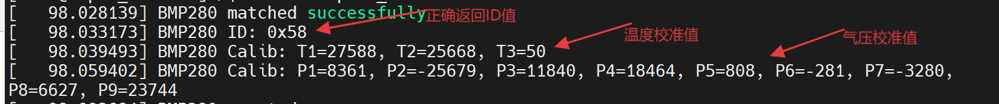 [   98.028139] BMP280 matched successfully
正确返回ID值
[   98.033173] BMP280 ID: 0x58
温度校准值
[   98.039493] BMP280 Calib: T1=27588, T2=25668, T3=50
气压校准值
[   98.059402] BMP280 Calib: P1=8361, P2=-25679, P3=11840, P4=18464, P5=808, P6=-281, P7=-3280,
P8=6627, P9=23744